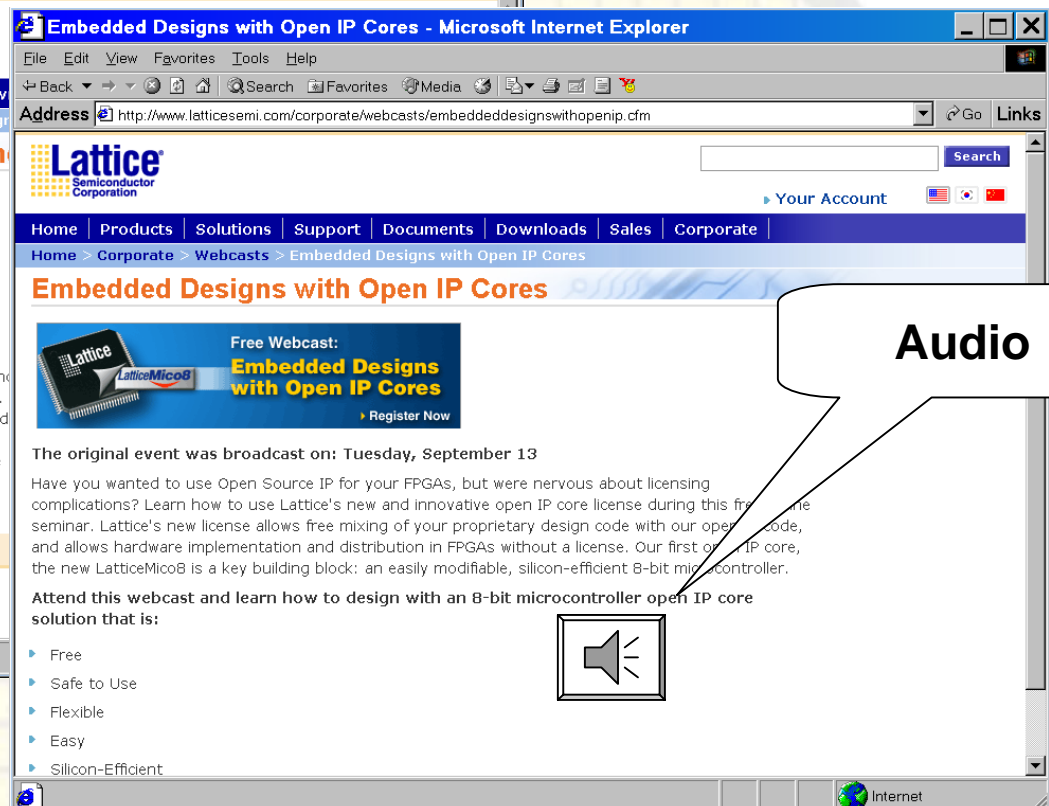 Embedded Designs with Open IP Cores - Microsoft Internet Explorer
File Edit View Favorites Tools Help
Back Search Favorites Media
Address http://www.latticesemi.com/corporate/webcasts/embeddeddesignswithopenip.cfm Go Links
Lattice
Semiconductor
Corporation
Search
Your Account
Home Products Solutions Support Documents Downloads Sales Corporate
Home > Corporate > Webcasts > Embedded Designs with Open IP Cores
Embedded Designs with Open IP Cores
Audio
Lattice
LatticeMico8
Free Webcast:
Embedded Designs
with Open IP Cores
Register Now
The original event was broadcast on: Tuesday, September 13
Have you wanted to use Open Source IP for your FPGAs, but were nervous about licensing
complications? Learn how to use Lattice's new and innovative open IP core license during this
seminar. Lattice's new license allows free mixing of your proprietary design code with our code,
and allows hardware implementation and distribution in FPGAs without a license. Our first IP core,
the new LatticeMico8 is a key building block: an easily modifiable, silicon-efficient 8-bit microcontroller.
Attend this webcast and learn how to design with an 8-bit microcontroller open IP core
solution that is:
Free
Safe to Use
Flexible
Easy
Silicon-Efficient
Internet